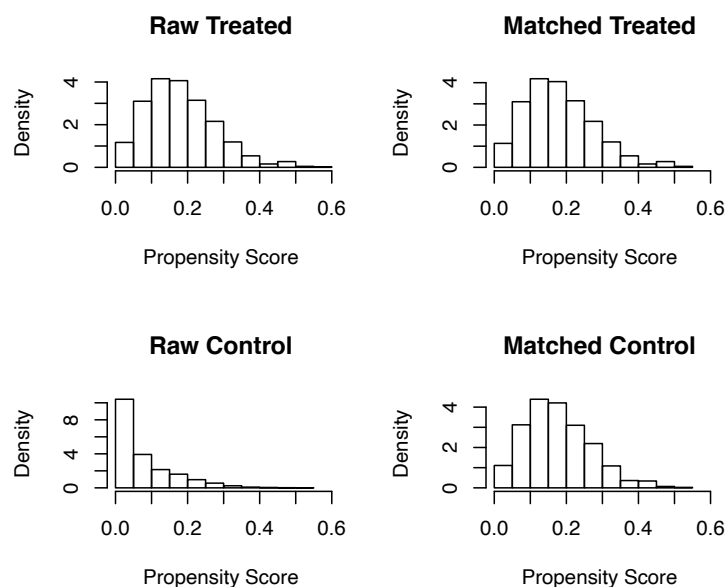 Raw Treated
Density
0 2 4
0.0 0.2 0.4 0.6
Propensity Score
Matched Treated
Density
0 2 4
0.0 0.2 0.4 0.6
Propensity Score
Raw Control
Density
0 4 8
0.0 0.2 0.4 0.6
Propensity Score
Matched Control
Density
0 2 4
0.0 0.2 0.4 0.6
Propensity Score